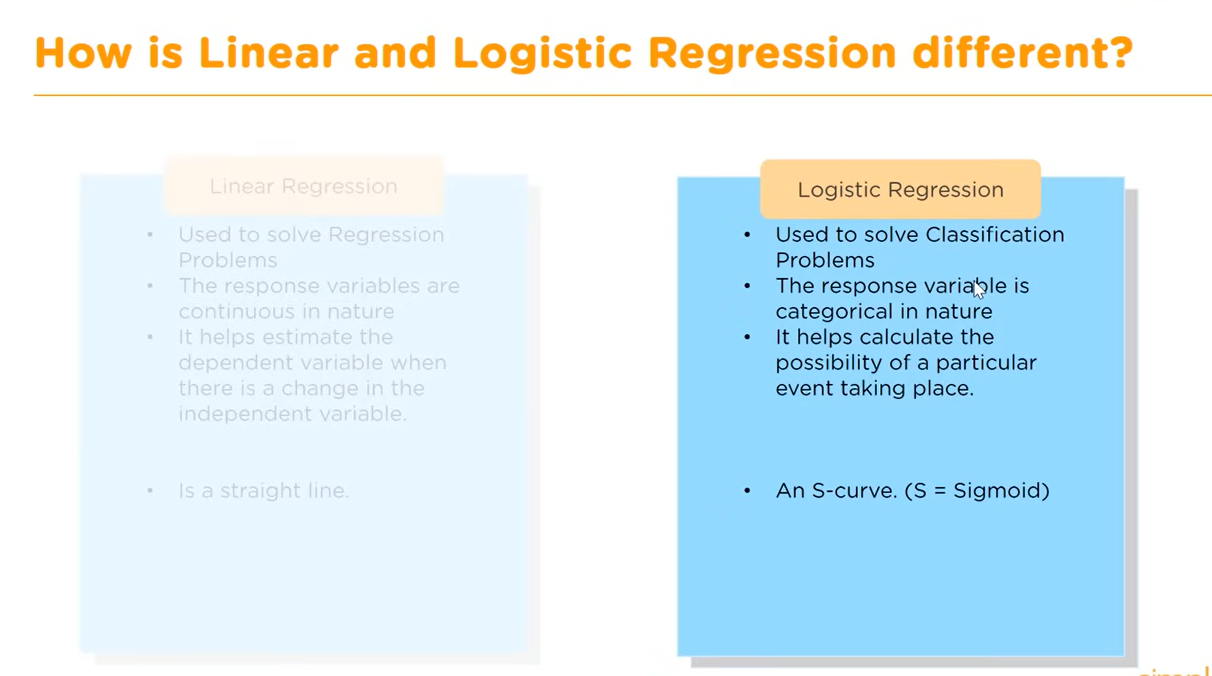 How is Linear and Logistic Regression different?
Linear Regression
• Used to solve Regression
Problems
• The response variables are
continuous in nature
• It helps estimate the
dependent variable when
there is a change in the
independent variable.
• Is a straight line.
Logistic Regression
• Used to solve Classification
Problems
• The response variable is
categorical in nature
• It helps calculate the
possibility of a particular
event taking place.
• An S-curve. (S = Sigmoid)